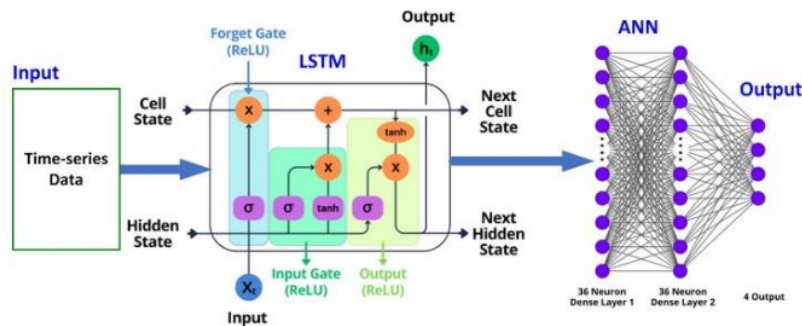 Input
Time-series
Data
Forget Gate
(ReLU)
LSTM
Output
h_t
Cell
State
x
+
tanh
Next
Cell
State
x
x
σ
σ
tanh
σ
Hidden
State
Next
Hidden
State
Input Gate
(ReLU)
Output
(ReLU)
X_t
Input
ANN
Output
36 Neuron
Dense Layer 1
36 Neuron
Dense Layer 2
4 Output